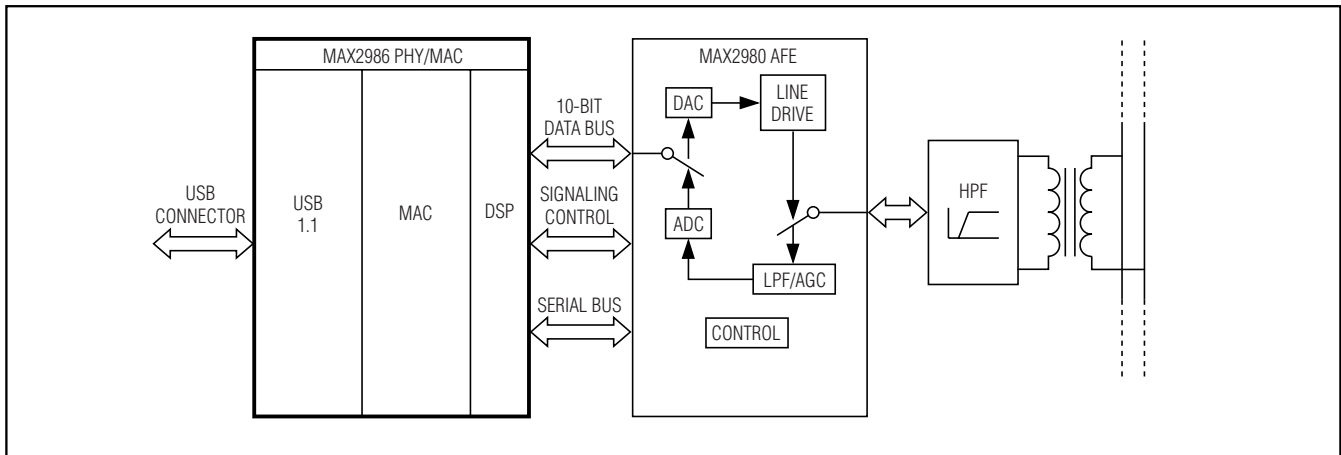 MAX2986 PHY/MAC
MAX2980 AFE
DAC
LINE
DRIVE
10-BIT
DATA BUS
HPF
USB
CONNECTOR
USB
1.1
MAC
DSP
SIGNALING
CONTROL
ADC
LPF/AGC
SERIAL BUS
CONTROL